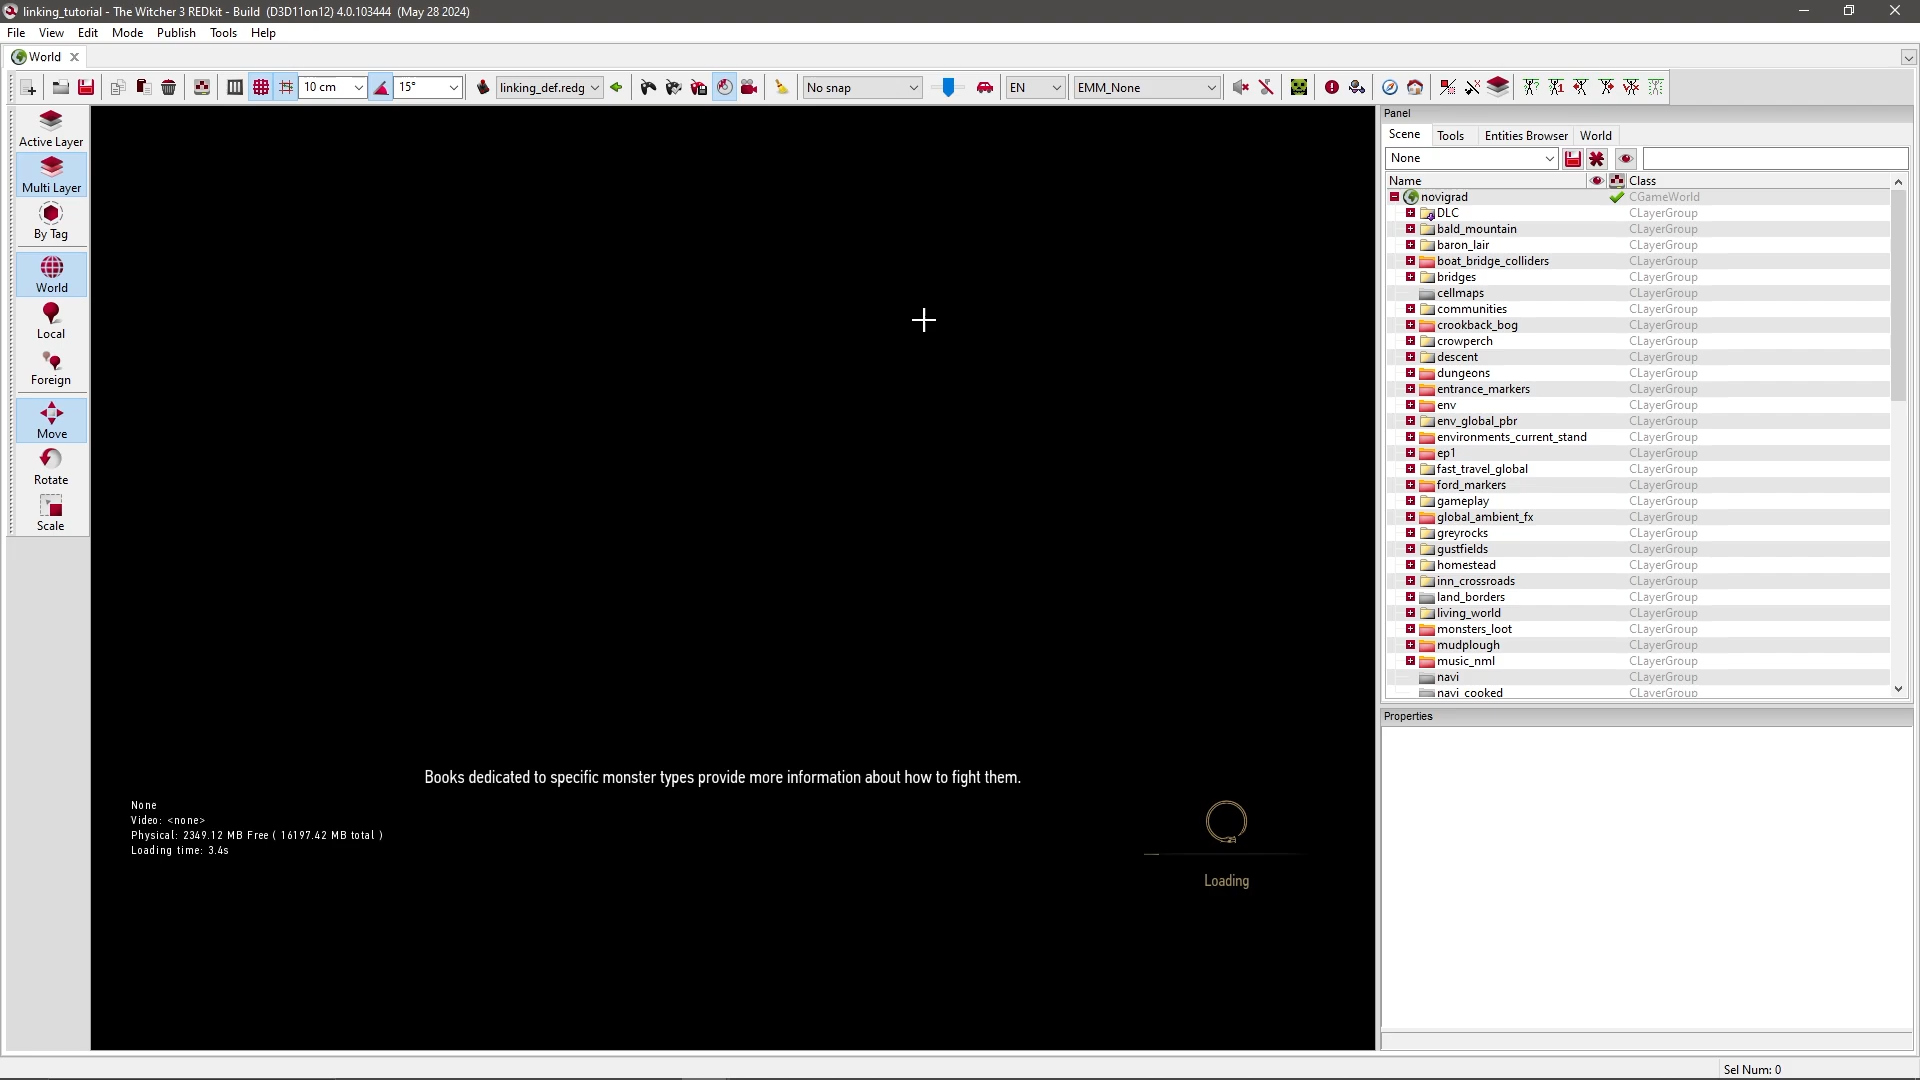 linking_tutorial - The Witcher 3 REDkit - Build (D3D11on12) 4.0.103444 (May 28 2024)
File View Edit Mode Publish Tools Help
World
10 cm 15° linking_def.redg No snap EN EMM_None
Active Layer
Multi Layer
By Tag
World
Local
Foreign
Move
Rotate
Scale
Books dedicated to specific monster types provide more information about how to fight them.
None
Video: <none>
Physical: 2349.12 MB Free ( 16197.42 MB total )
Loading time: 3.4s
Loading
Panel
Scene Tools Entities Browser World
None
Name Class
novigrad CGameWorld
DLC CLayerGroup
bald_mountain CLayerGroup
baron_lair CLayerGroup
boat_bridge_colliders CLayerGroup
bridges CLayerGroup
cellmaps CLayerGroup
communities CLayerGroup
crookback_bog CLayerGroup
crowperch CLayerGroup
descent CLayerGroup
dungeons CLayerGroup
entrance_markers CLayerGroup
env CLayerGroup
env_global_pbr CLayerGroup
environments_current_stand CLayerGroup
ep1 CLayerGroup
fast_travel_global CLayerGroup
ford_markers CLayerGroup
gameplay CLayerGroup
global_ambient_fx CLayerGroup
greyrocks CLayerGroup
gustfields CLayerGroup
homestead CLayerGroup
inn_crossroads CLayerGroup
land_borders CLayerGroup
living_world CLayerGroup
monsters_loot CLayerGroup
mudplough CLayerGroup
music_nml CLayerGroup
navi CLayerGroup
navi_cooked CLayerGroup
Properties
Sel Num: 0